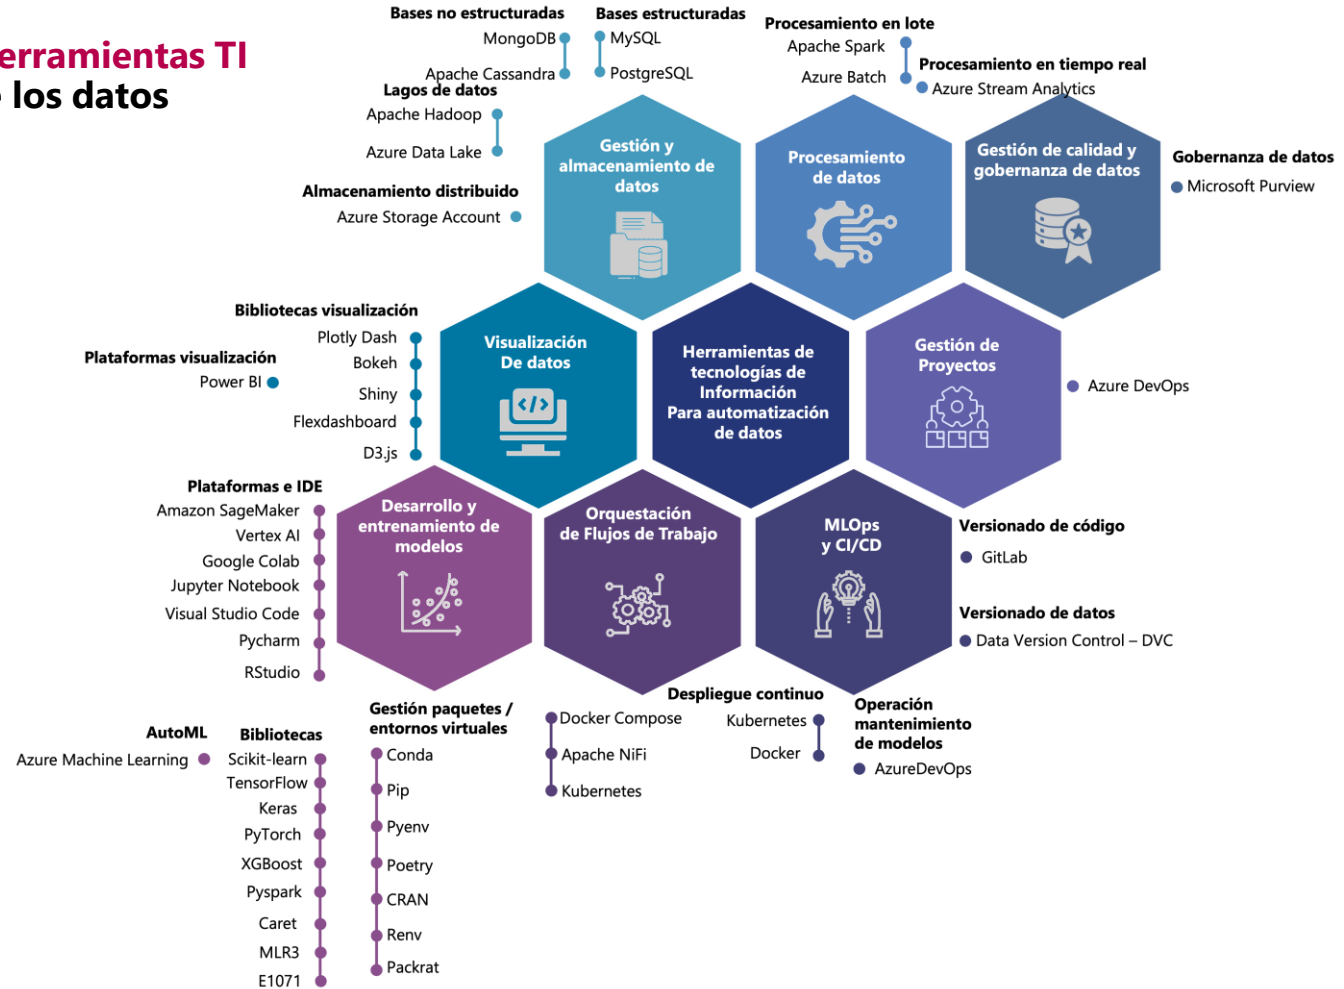 erramientas TI
los datos
Bases no estructuradas
MongoDB
Apache Cassandra
Bases estructuradas
MySQL
PostgreSQL
Lagos de datos
Apache Hadoop
Azure Data Lake
Almacenamiento distribuido
Azure Storage Account
Procesamiento en lote
Apache Spark
Azure Batch
Procesamiento en tiempo real
Azure Stream Analytics
Gestión y
almacenamiento de
datos
Procesamiento
de datos
Gestión de calidad y
gobernanza de datos
Gobernanza de datos
Microsoft Purview
Bibliotecas visualización
Plotly Dash
Bokeh
Shiny
Flexdashboard
D3.js
Plataformas visualización
Power BI
Visualización
De datos
</>
Herramientas de
tecnologías de
Información
Para automatización
de datos
Gestión de
Proyectos
Azure DevOps
Plataformas e IDE
Amazon SageMaker
Vertex AI
Google Colab
Jupyter Notebook
Visual Studio Code
Pycharm
RStudio
Desarrollo y
entrenamiento de
modelos
Orquestación
de Flujos de Trabajo
MLOps
y CI/CD
Versionado de código
GitLab
Versionado de datos
Data Version Control – DVC
AutoML
Azure Machine Learning
Bibliotecas
Scikit-learn
TensorFlow
Keras
PyTorch
XGBoost
Pyspark
Caret
MLR3
E1071
Gestión paquetes /
entornos virtuales
Conda
Pip
Pyenv
Poetry
CRAN
Renv
Packrat
Docker Compose
Apache NiFi
Kubernetes
Despliegue continuo
Kubernetes
Docker
Operación
mantenimiento
de modelos
AzureDevOps